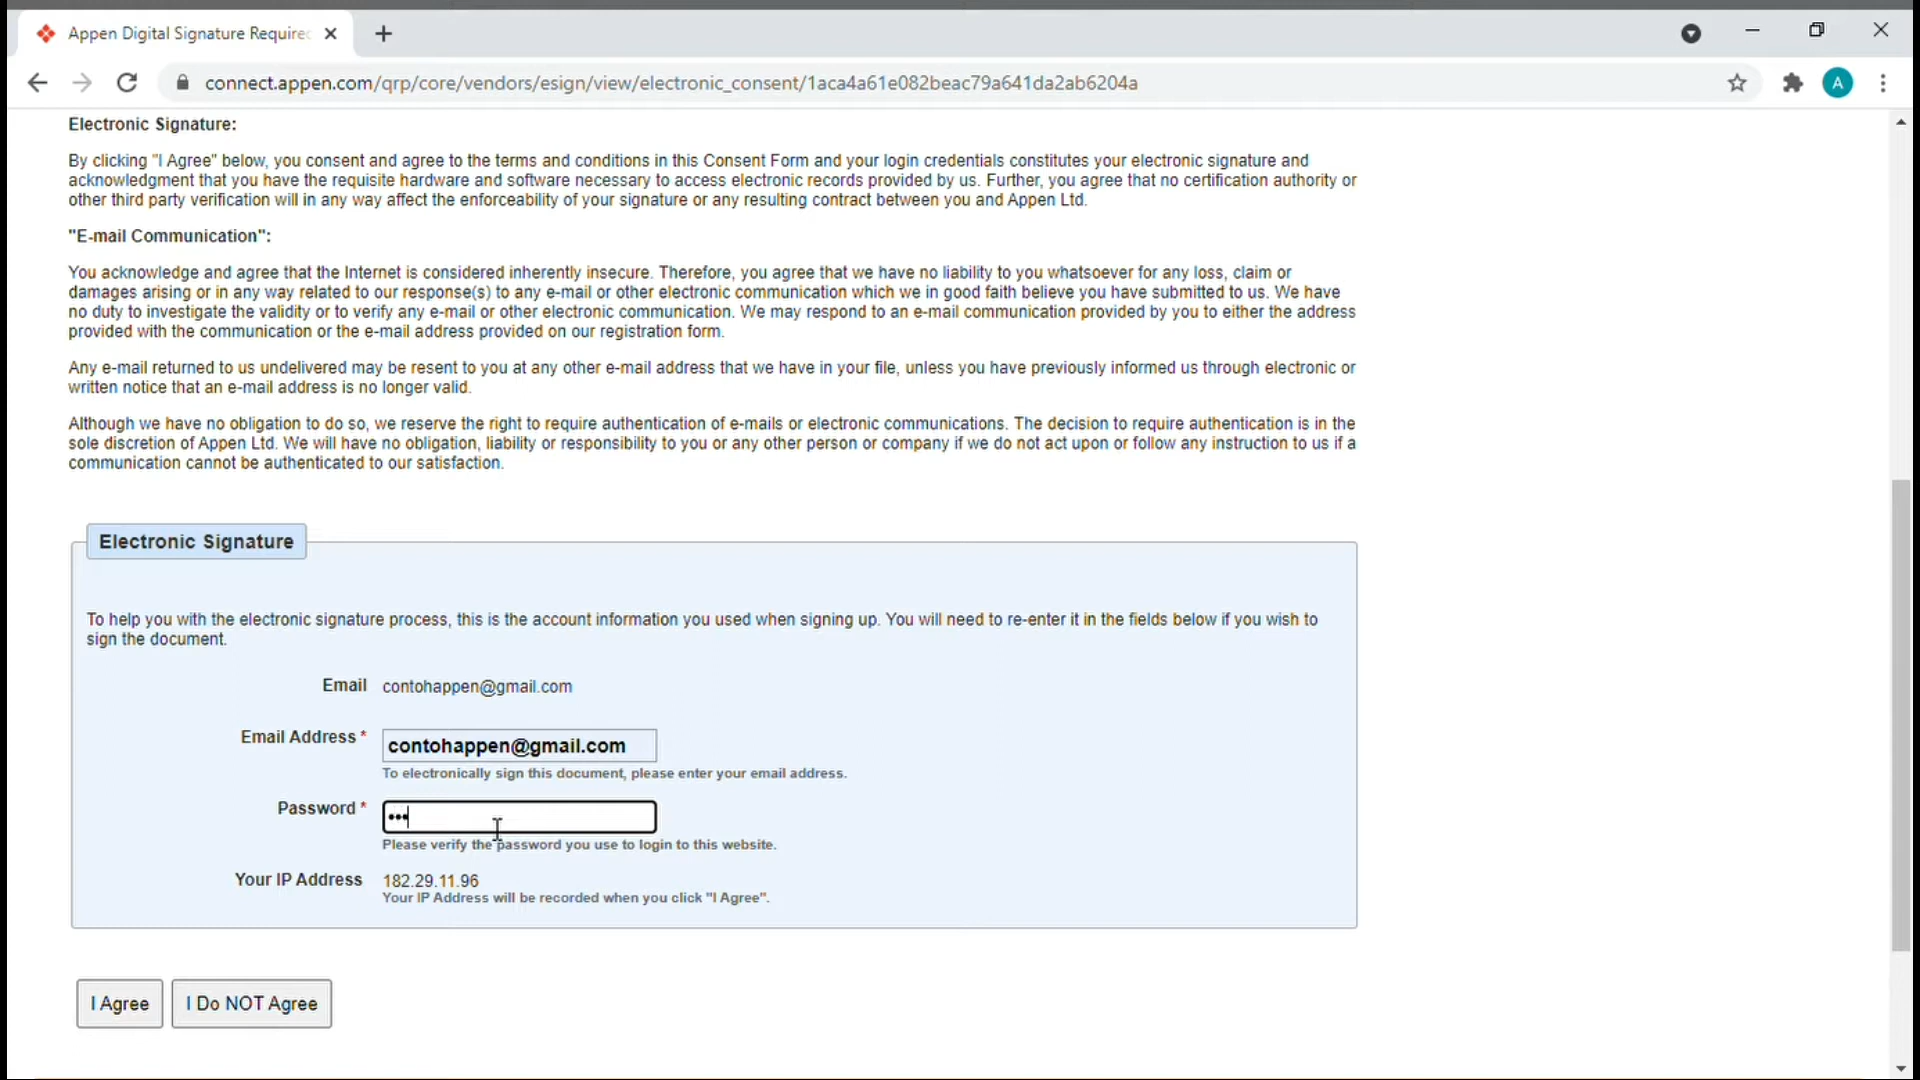 Appen Digital Signature Require
connect.appen.com/qrp/core/vendors/esign/view/electronic_consent/1aca4a61e082beac79a641da2ab6204a
A
Electronic Signature:
By clicking "I Agree" below, you consent and agree to the terms and conditions in this Consent Form and your login credentials constitutes your electronic signature and
acknowledgment that you have the requisite hardware and software necessary to access electronic records provided by us. Further, you agree that no certification authority or
other third party verification will in any way affect the enforceability of your signature or any resulting contract between you and Appen Ltd.
"E-mail Communication":
You acknowledge and agree that the Internet is considered inherently insecure. Therefore, you agree that we have no liability to you whatsoever for any loss, claim or
damages arising or in any way related to our response(s) to any e-mail or other electronic communication which we in good faith believe you have submitted to us. We have
no duty to investigate the validity or to verify any e-mail or other electronic communication. We may respond to an e-mail communication provided by you to either the address
provided with the communication or the e-mail address provided on our registration form.
Any e-mail returned to us undelivered may be resent to you at any other e-mail address that we have in your file, unless you have previously informed us through electronic or
written notice that an e-mail address is no longer valid.
Although we have no obligation to do so, we reserve the right to require authentication of e-mails or electronic communications. The decision to require authentication is in the
sole discretion of Appen Ltd. We will have no obligation, liability or responsibility to you or any other person or company if we do not act upon or follow any instruction to us if a
communication cannot be authenticated to our satisfaction.
Electronic Signature
To help you with the electronic signature process, this is the account information you used when signing up. You will need to re-enter it in the fields below if you wish to
sign the document.
Email contohappen@gmail.com
Email Address * contohappen@gmail.com
To electronically sign this document, please enter your email address.
Password * •••
Please verify the password you use to login to this website.
Your IP Address 182.29.11.96
Your IP Address will be recorded when you click "I Agree".
I Agree I Do NOT Agree